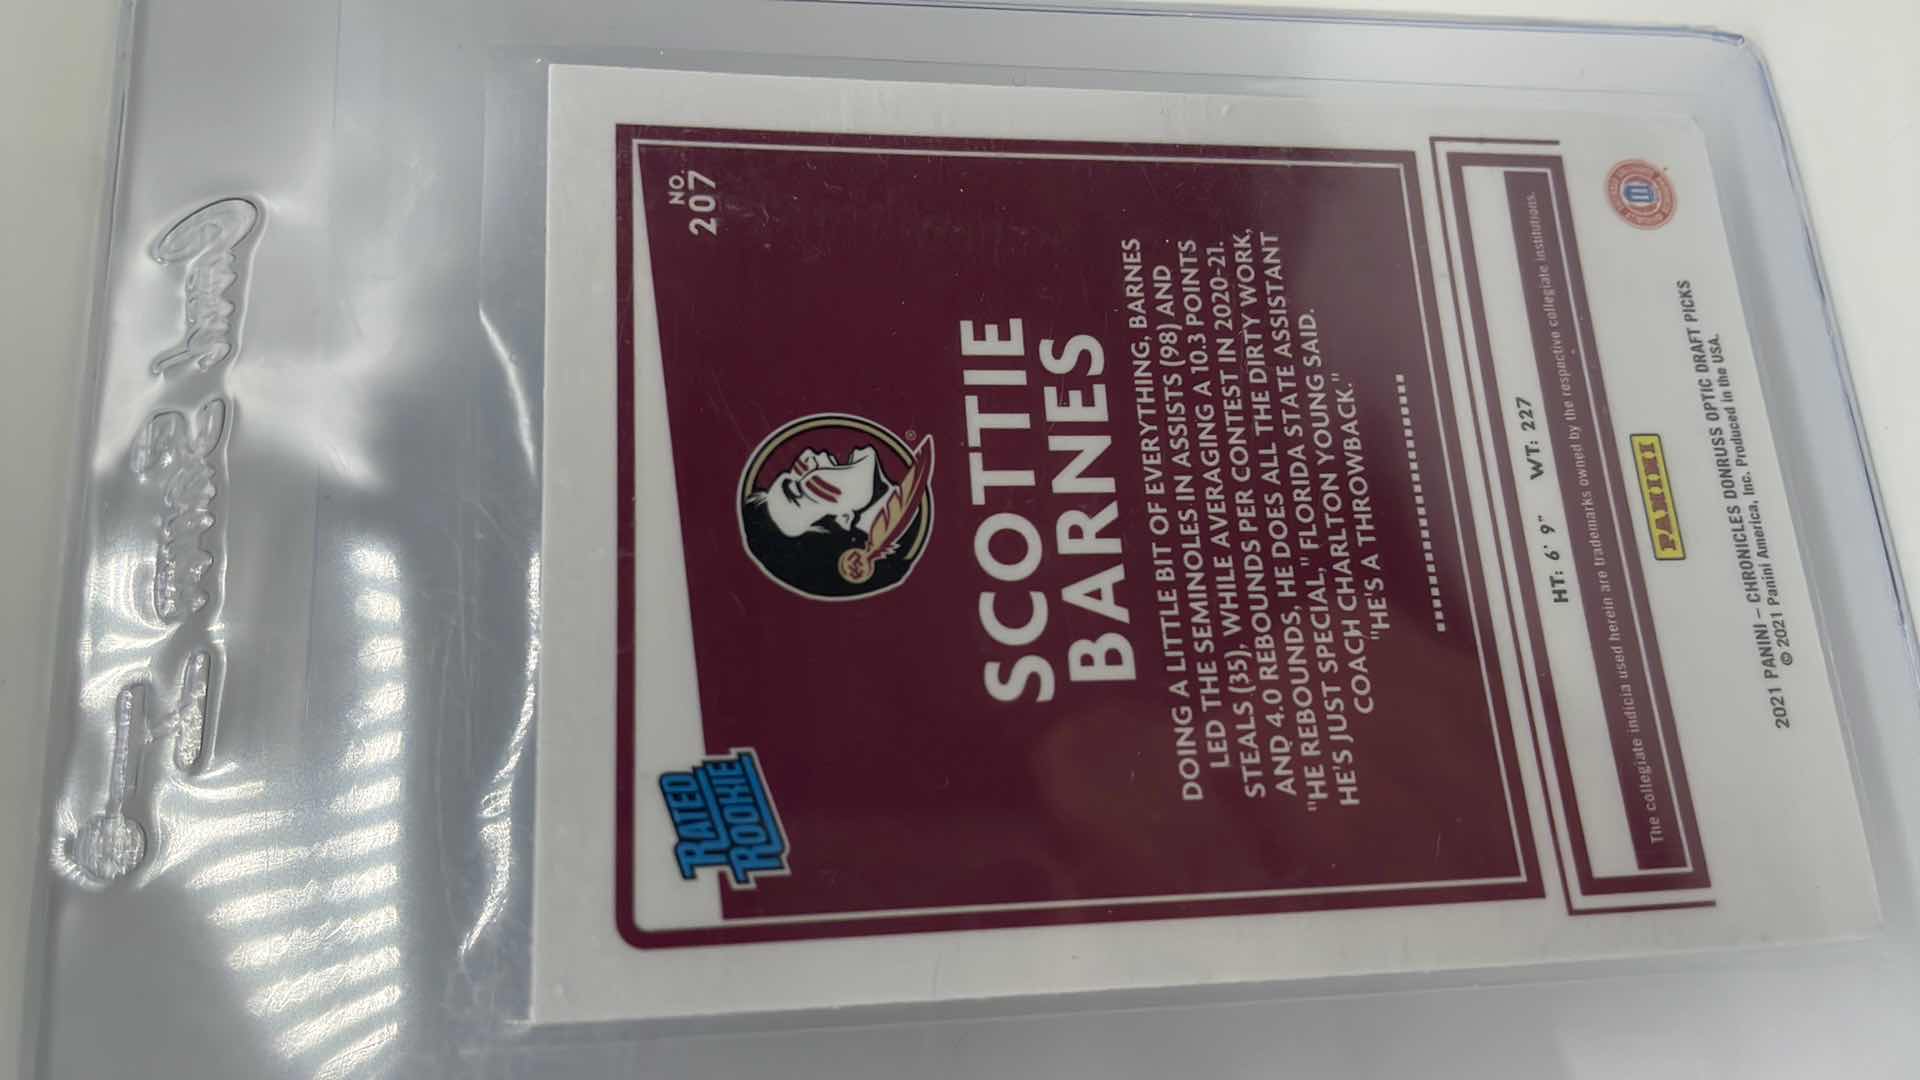 RATED
ROOKIE
NO.
207
SCOTTIE
BARNES
DOING A LITTLE BIT OF EVERYTHING, BARNES
LED THE SEMINOLES IN ASSISTS (98) AND
STEALS (35), WHILE AVERAGING A 10.3 POINTS
AND 4.0 REBOUNDS PER CONTEST IN 2020-21.
"HE REBOUNDS, HE DOES ALL THE DIRTY WORK,
HE'S JUST SPECIAL," FLORIDA STATE ASSISTANT
COACH CHARLTON YOUNG SAID.
"HE'S A THROWBACK."
HT: 6' 9" WT: 227
The collegiate indicia used herein are trademarks owned by the respective collegiate institutions.
PANINI
2021 PANINI – CHRONICLES DONRUSS OPTIC DRAFT PICKS
© 2021 Panini America, Inc. Produced in the USA.